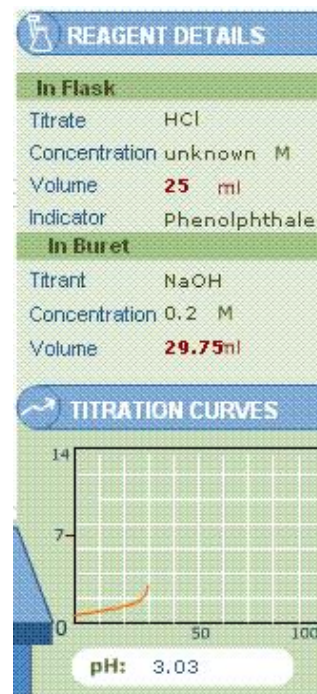 REAGENT DETAILS
In Flask
Titrate HCl
Concentration unknown M
Volume 25 ml
Indicator Phenolphthale
In Buret
Titrant NaOH
Concentration 0.2 M
Volume 29.75ml
TITRATION CURVES
14
7
0 50 100
pH: 3.03